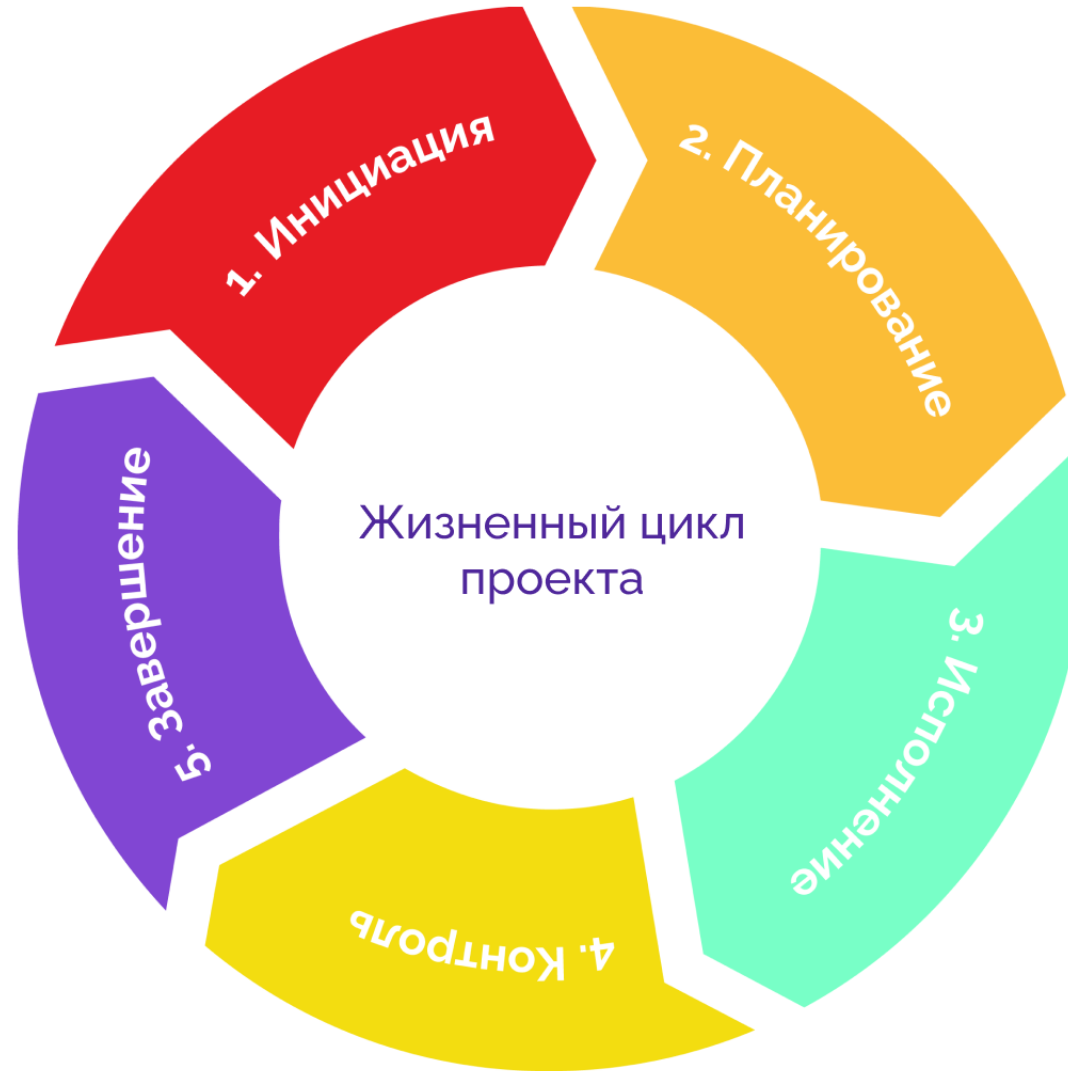 1. Инициация
2. Планирование
3. Исполнение
4. Контроль
5. Завершение
Жизненный цикл
проекта